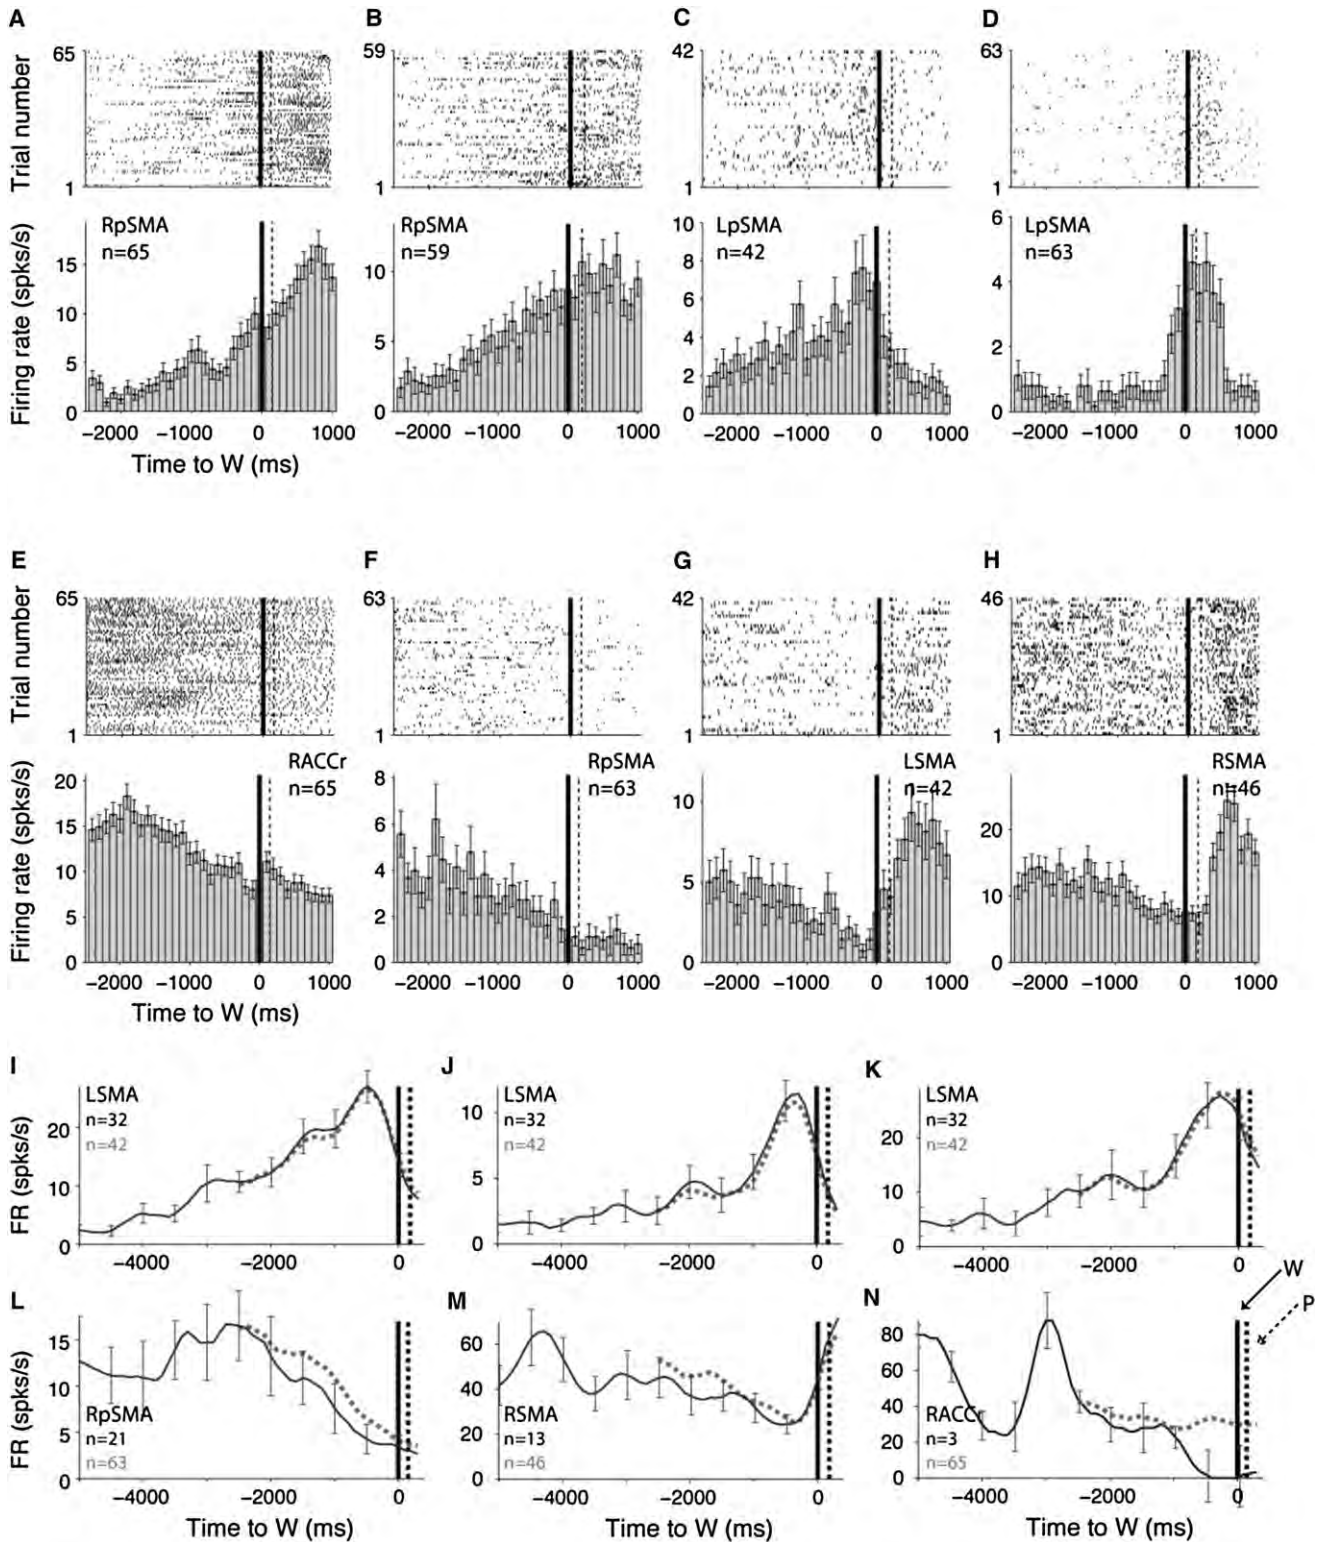 A B C D
Trial number
65 59 42 63
1 1 1 1
Firing rate (spks/s)
RpSMA
n=65
15
10
5
0
−2000 −1000 0 1000
Time to W (ms)
RpSMA
n=59
10
5
0
−2000 −1000 0 1000
LpSMA
n=42
10
8
6
4
2
0
−2000 −1000 0 1000
LpSMA
n=63
6
4
2
0
−2000 −1000 0 1000
E F G H
Trial number
65 63 42 46
1 1 1 1
Firing rate (spks/s)
RACCr
n=65
20
15
10
5
0
−2000 −1000 0 1000
Time to W (ms)
RpSMA
n=63
8
6
4
2
0
−2000 −1000 0 1000
LSMA
n=42
10
5
0
−2000 −1000 0 1000
RSMA
n=46
20
10
0
−2000 −1000 0 1000
I
FR (spks/s)
LSMA
n=32
n=42
20
10
0
−4000 −2000 0
J
LSMA
n=32
n=42
10
5
0
−4000 −2000 0
K
LSMA
n=32
n=42
20
10
0
−4000 −2000 0
W
P
L
FR (spks/s)
15
10
5
0
RpSMA
n=21
n=63
−4000 −2000 0
Time to W (ms)
M
60
40
20
0
RSMA
n=13
n=46
−4000 −2000 0
Time to W (ms)
N
80
60
40
20
0
RACC
n=3
n=65
−4000 −2000 0
Time to W (ms)